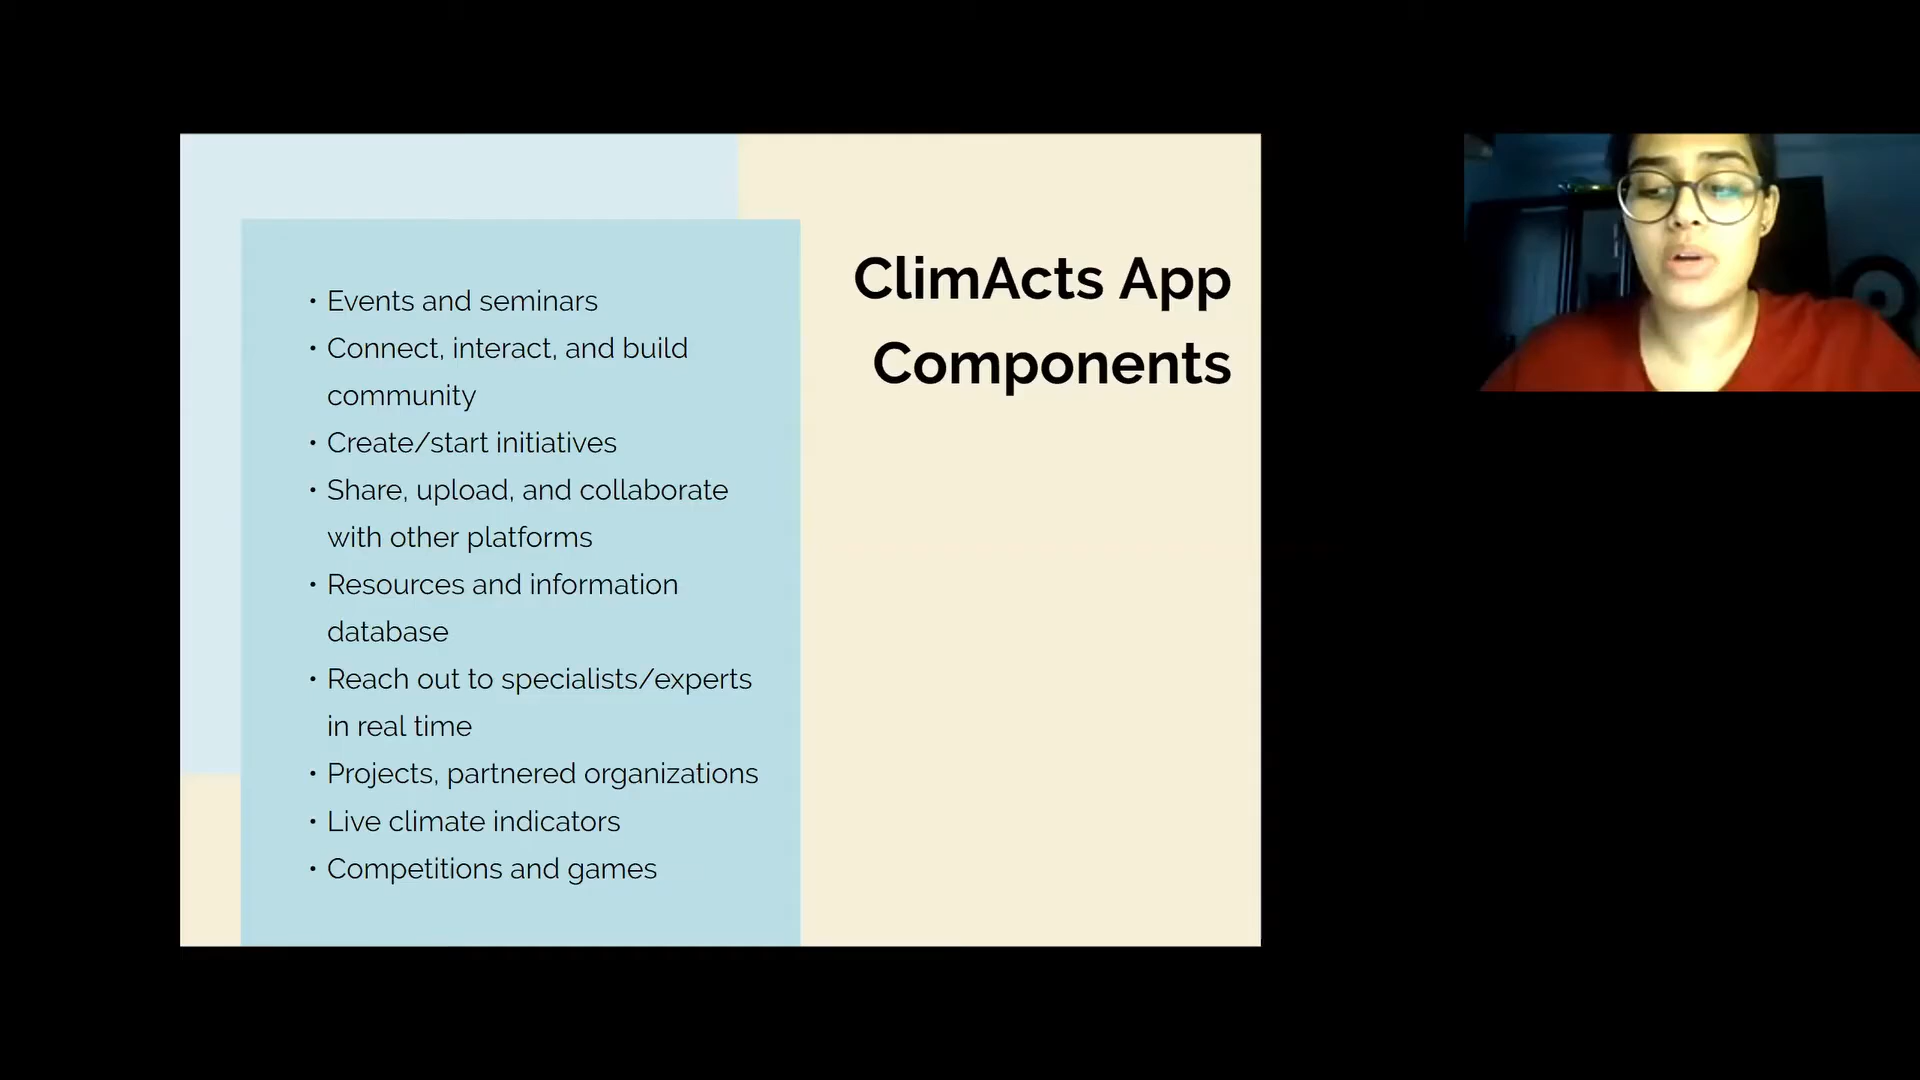 ClimActs App
Components
• Events and seminars
• Connect, interact, and build
community
• Create/start initiatives
• Share, upload, and collaborate
with other platforms
• Resources and information
database
• Reach out to specialists/experts
in real time
• Projects, partnered organizations
• Live climate indicators
• Competitions and games